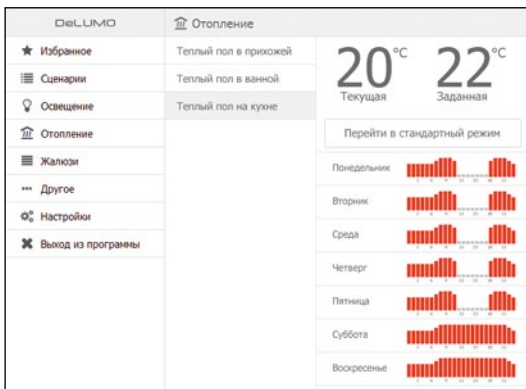 DeLUMO
Отопление
Избранное
Сценарии
Освещение
Отопление
Жалюзи
Другое
Настройки
Выход из программы
Теплый пол в прихожей
Теплый пол в ванной
Теплый пол на кухне
20°C 22°C
Текущая Заданная
Перейти в стандартный режим
Понедельник
Вторник
Среда
Четверг
Пятница
Суббота
Воскресенье